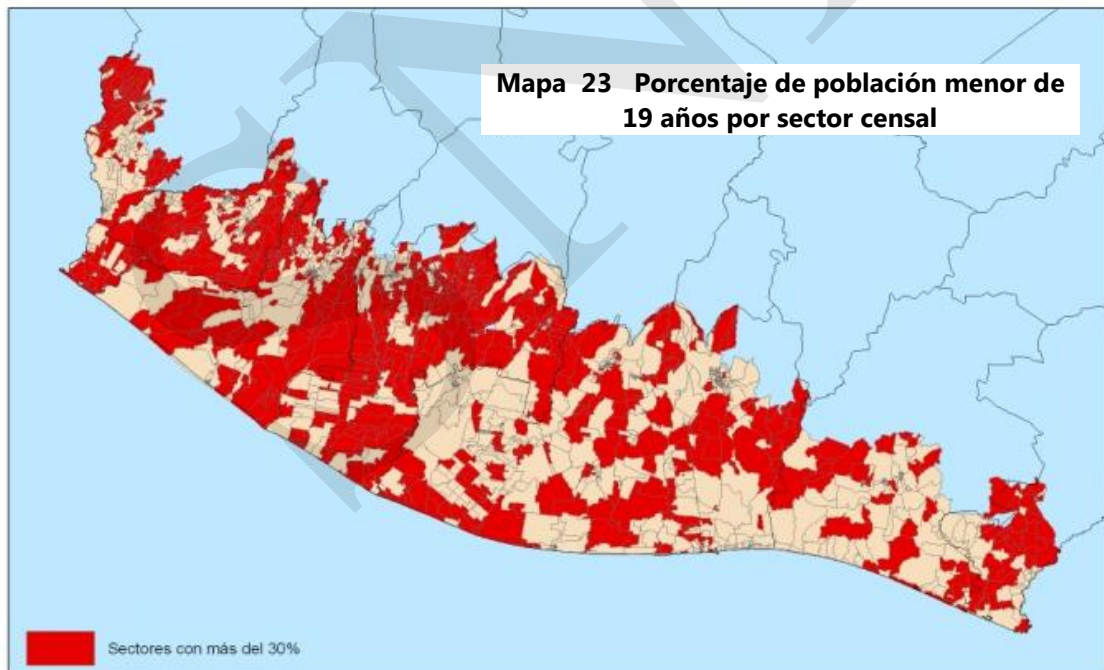 Mapa 23 Porcentaje de población menor de
19 años por sector censal
Sectores con más del 30%